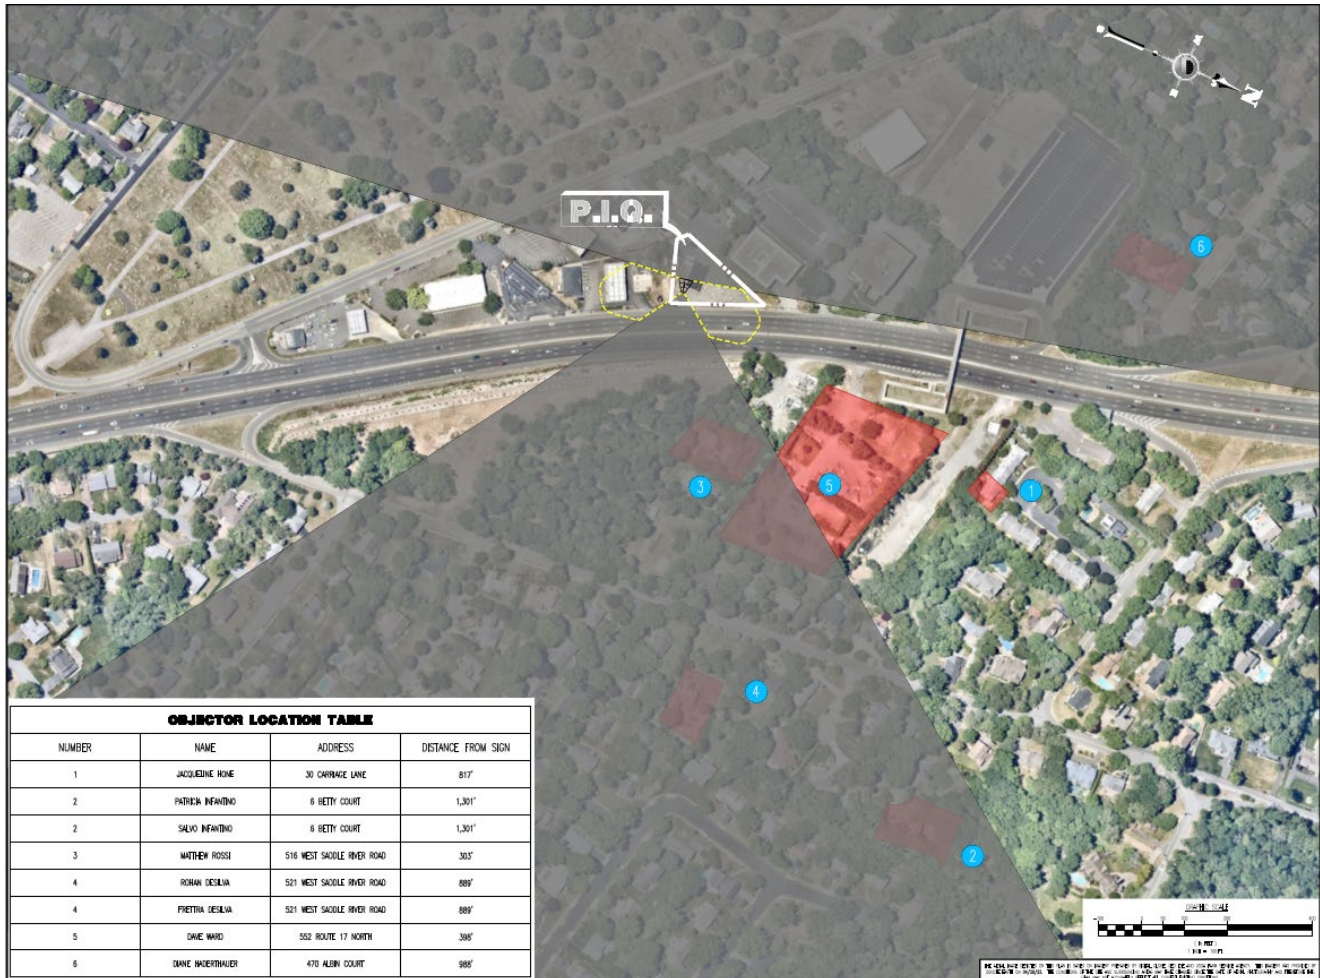 N
P.I.Q.
6
3
5
1
4
2
OBJECTOR LOCATION TABLE
NUMBER NAME ADDRESS DISTANCE FROM SIGN
1 JACQUELINE HONE 30 CARRIAGE LANE 817'
2 PATRICIA INFANTINO 6 BETTY COURT 1,301'
2 SALVO INFANTINO 6 BETTY COURT 1,301'
3 MATTHEW ROSSI 516 WEST SADDLE RIVER ROAD 303'
4 ROHAN DESILVA 521 WEST SADDLE RIVER ROAD 889'
4 FRETTRA DESILVA 521 WEST SADDLE RIVER ROAD 889'
5 DAVE WARD 552 ROUTE 17 NORTH 398'
6 DIANE HADERTHAUER 470 ALBIN COURT 988'
GRAPHIC SCALE
( IN FEET )